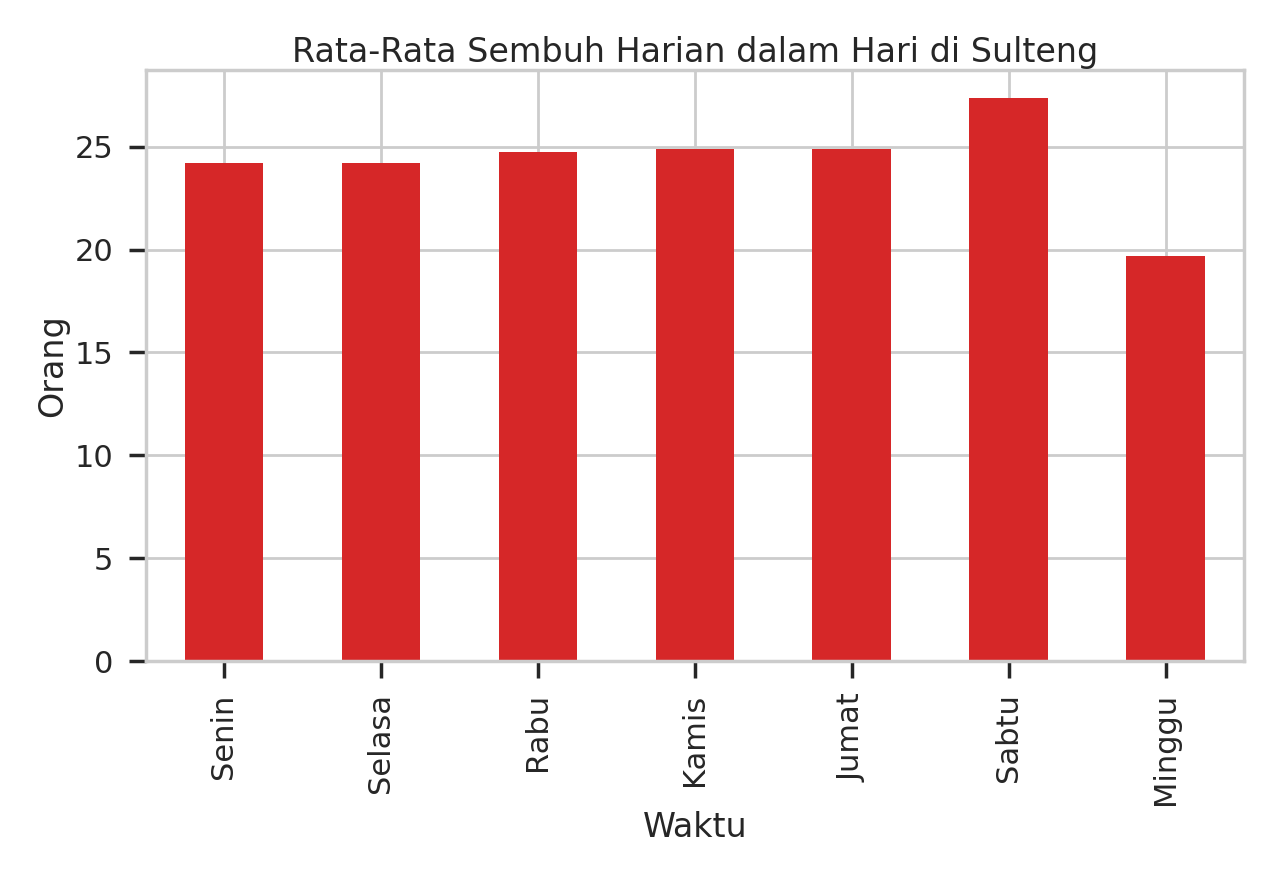 Rata-Rata Sembuh Harian dalam Hari di Sulteng
Orang
25
20
15
10
5
0
Senin
Selasa
Rabu
Kamis
Jumat
Sabtu
Minggu
Waktu